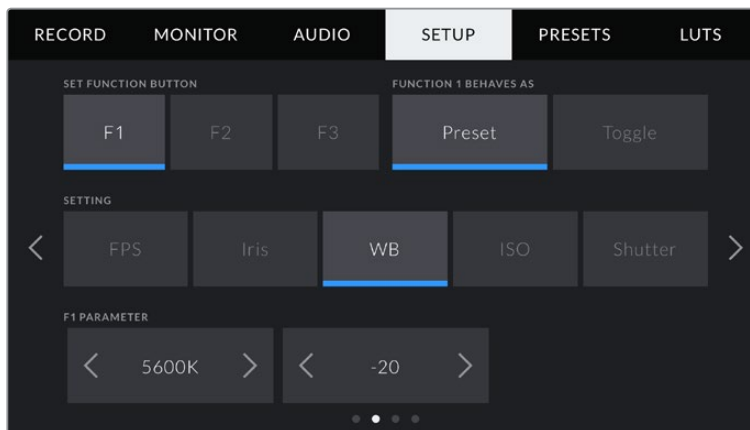 RECORD MONITOR AUDIO SETUP PRESETS LUTS
SET FUNCTION BUTTON FUNCTION 1 BEHAVES AS
F1 F2 F3 Preset Toggle
SETTING
FPS Iris WB ISO Shutter
F1 PARAMETER
5600K -20